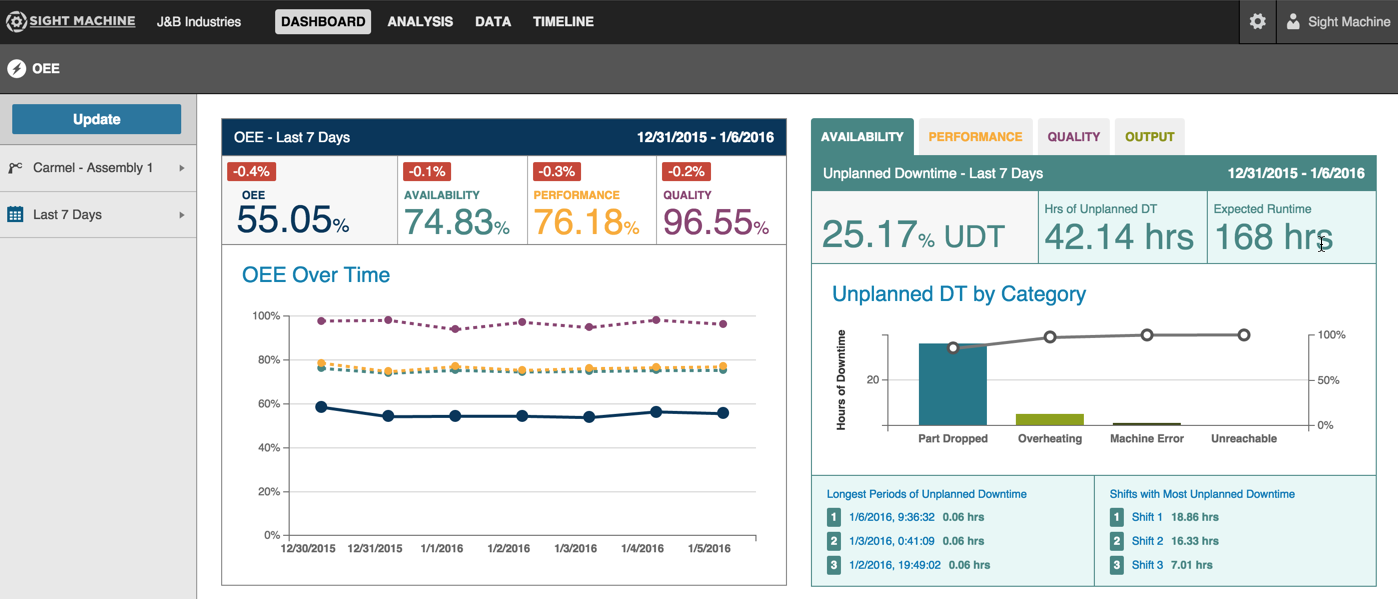 SIGHT MACHINE J&B Industries DASHBOARD ANALYSIS DATA TIMELINE Sight Machine
OEE
Update
Carmel - Assembly 1
Last 7 Days
OEE - Last 7 Days 12/31/2015 - 1/6/2016
-0.4% -0.1% -0.3% -0.2%
OEE AVAILABILITY PERFORMANCE QUALITY
55.05% 74.83% 76.18% 96.55%
OEE Over Time
100%
80%
60%
40%
20%
0%
12/30/2015 12/31/2015 1/1/2016 1/2/2016 1/3/2016 1/4/2016 1/5/2016
AVAILABILITY PERFORMANCE QUALITY OUTPUT
Unplanned Downtime - Last 7 Days 12/31/2015 - 1/6/2016
25.17% UDT
Hrs of Unplanned DT
42.14 hrs
Expected Runtime
168 hrs
Unplanned DT by Category
Hours of Downtime
20
100%
50%
0%
Part Dropped Overheating Machine Error Unreachable
Longest Periods of Unplanned Downtime
1 1/6/2016, 9:36:32 0.06 hrs
2 1/3/2016, 0:41:09 0.06 hrs
3 1/2/2016, 19:49:02 0.06 hrs
Shifts with Most Unplanned Downtime
1 Shift 1 18.86 hrs
2 Shift 2 16.33 hrs
3 Shift 3 7.01 hrs